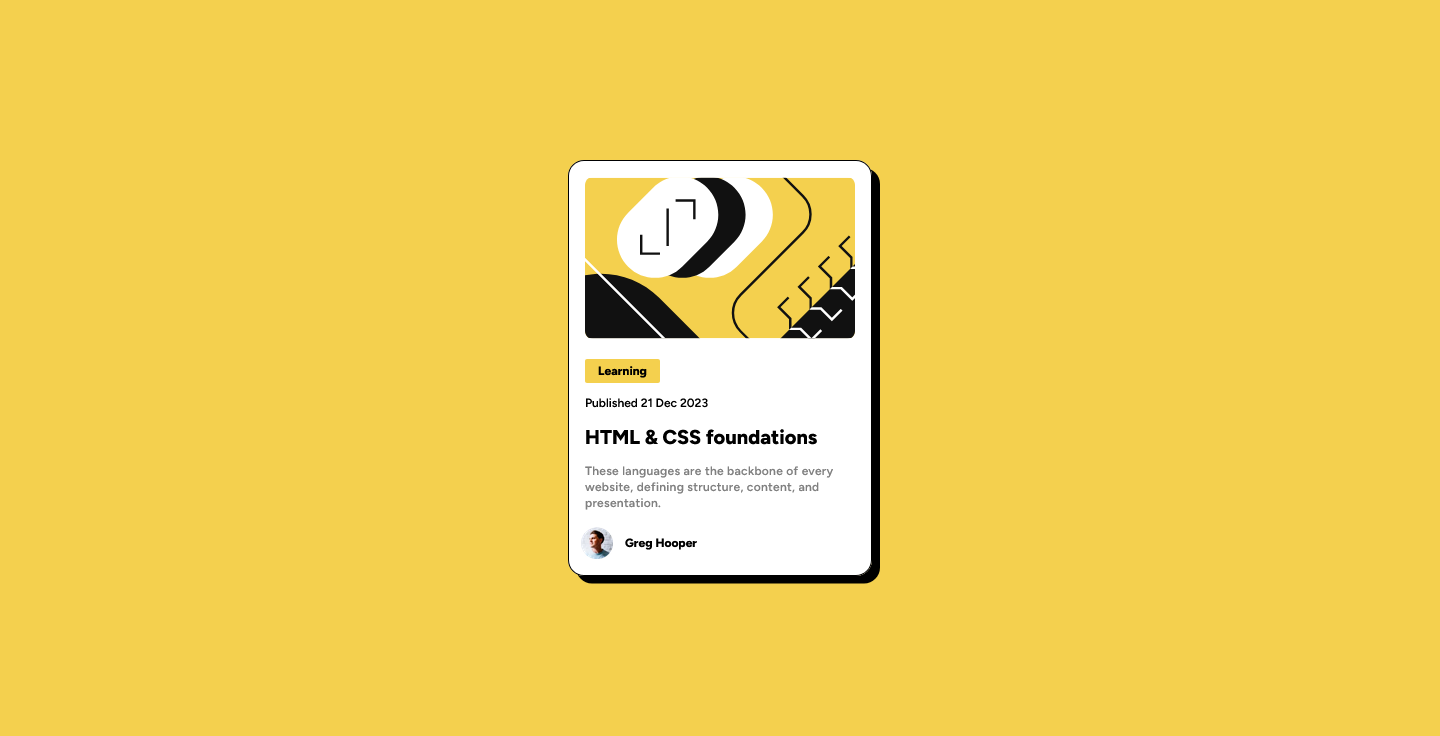 Learning
Published 21 Dec 2023
HTML & CSS foundations
These languages are the backbone of every
website, defining structure, content, and
presentation.
Greg Hooper